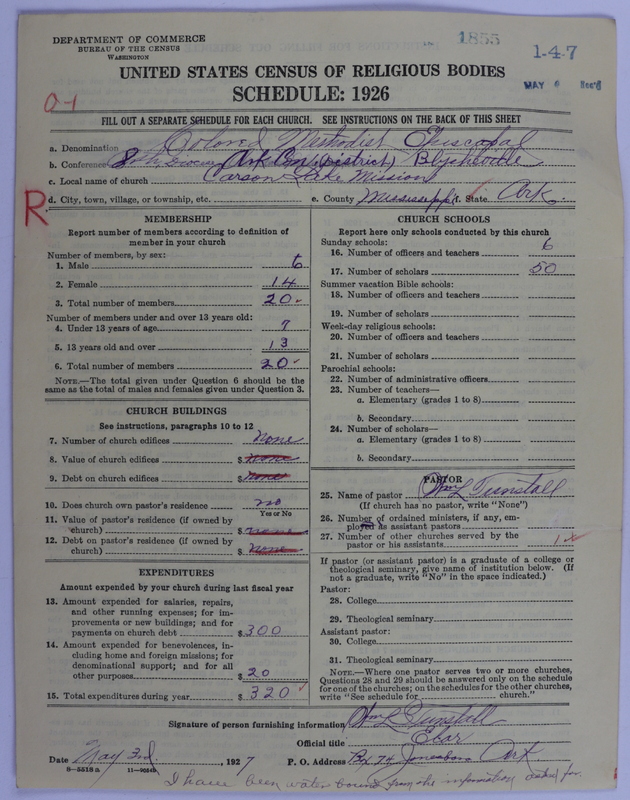 DEPARTMENT OF COMMERCE
BUREAU OF THE CENSUS
WASHINGTON
1855
1-4-7
MAY 6 Rec'd
UNITED STATES CENSUS OF RELIGIOUS BODIES
SCHEDULE: 1926
FILL OUT A SEPARATE SCHEDULE FOR EACH CHURCH. SEE INSTRUCTIONS ON THE BACK OF THIS SHEET
a. Denomination Colored Methodist Episcopal
b. Conference Ark Con (District) Blytheville
c. Local name of church Carson Lake Mission
R
d. City, town, village, or township, etc.
e. County Mississippi f. State Ark.
MEMBERSHIP
Report number of members according to definition of member in your church
Number of members, by sex:
1. Male 6
2. Female 14
3. Total number of members 20
Number of members under and over 13 years old:
4. Under 13 years of age 7
5. 13 years old and over 13
6. Total number of members 20
NOTE.—The total given under Question 6 should be the same as the total of males and females given under Question 3.
CHURCH BUILDINGS
See instructions, paragraphs 10 to 12
7. Number of church edifices none
8. Value of church edifices $ none
9. Debt on church edifices $ none
10. Does church own pastor's residence no
Yes or No
11. Value of pastor's residence (if owned by church) $ none
12. Debt on pastor's residence (if owned by church) $ none
EXPENDITURES
Amount expended by your church during last fiscal year
13. Amount expended for salaries, repairs, and other running expenses; for improvements or new buildings; and for payments on church debt $ 300
14. Amount expended for benevolences, including home and foreign missions; for denominational support; and for all other purposes $ 20
15. Total expenditures during year $ 320
CHURCH SCHOOLS
Report here only schools conducted by this church
Sunday schools:
16. Number of officers and teachers 6
17. Number of scholars 50
Summer vacation Bible schools:
18. Number of officers and teachers
19. Number of scholars
Week-day religious schools:
20. Number of officers and teachers
21. Number of scholars
Parochial schools:
22. Number of administrative officers
23. Number of teachers—
a. Elementary (grades 1 to 8)
b. Secondary
24. Number of scholars—
a. Elementary (grades 1 to 8)
b. Secondary
PASTOR
25. Name of pastor Wm L Tunstall
(If church has no pastor, write "None")
26. Number of ordained ministers, if any, employed as assistant pastors
27. Number of other churches served by the pastor or his assistants
If pastor (or assistant pastor) is a graduate of a college or theological seminary, give name of institution below. (If not a graduate, write "No" in the space indicated.)
Pastor:
28. College
29. Theological seminary
Assistant pastor:
30. College
31. Theological seminary
NOTE.—Where one pastor serves two or more churches, Questions 28 and 29 should be answered only on the schedule for one of the churches; on the schedules for the other churches, write "See schedule for church."
Signature of person furnishing information Wm L Tunstall
Official title
Date May 3d, 1927
P. O. Address Bx 74 Jonesboro Ark
8-5518a
I have been water bound from the information asked for